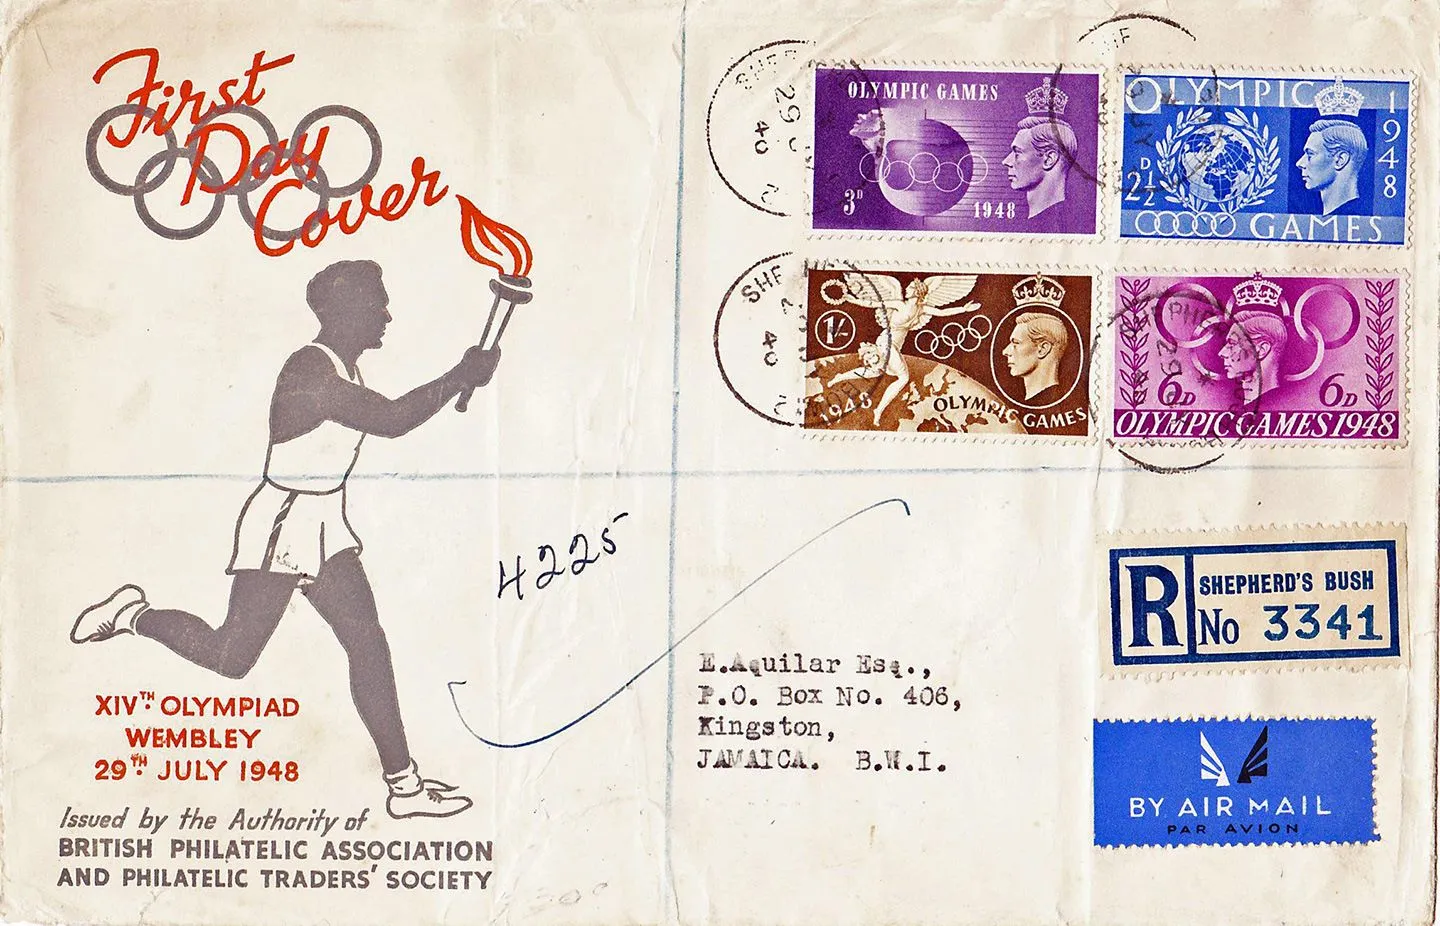 First
Day
Cover
XIVTH OLYMPIAD
WEMBLEY
29TH JULY 1948
Issued by the Authority of
BRITISH PHILATELIC ASSOCIATION
AND PHILATELIC TRADERS' SOCIETY
4225
OLYMPIC GAMES
3D
1948
OLYMPIC
1948
2½D
GAMES
1/-
1948
OLYMPIC GAMES
6D
6D
OLYMPIC GAMES 1948
E.Aquilar Esq.,
P.O. Box No. 406,
Kingston,
JAMAICA. B.W.I.
R
SHEPHERD'S BUSH
No 3341
BY AIR MAIL
PAR AVION